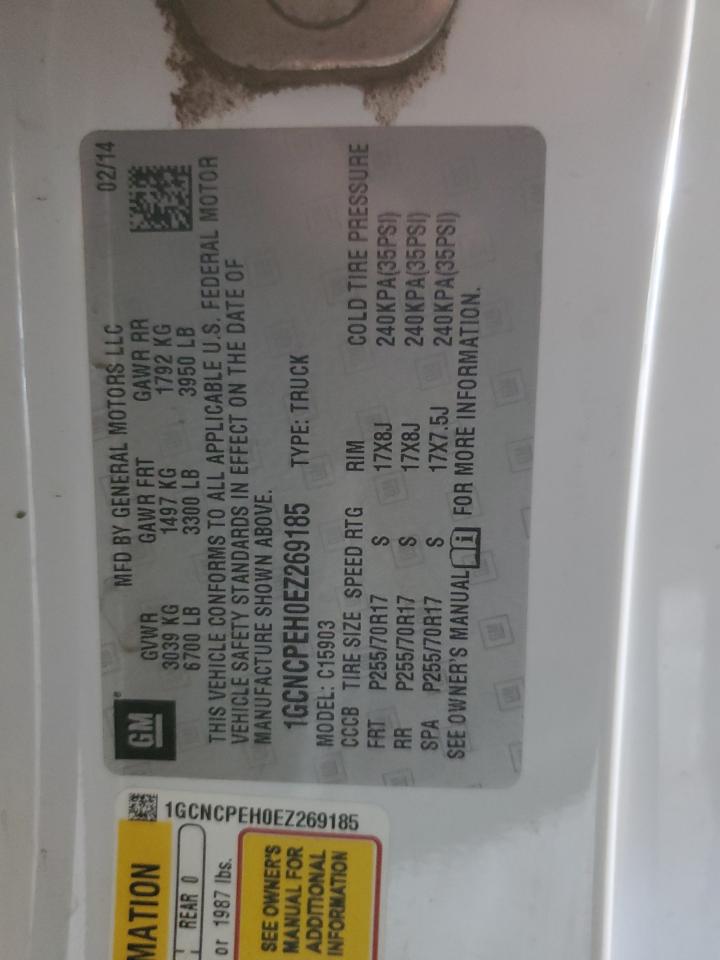 GM
MFD BY GENERAL MOTORS LLC 02/14
GVWR GAWR FRT GAWR RR
3039 KG 1497 KG 1792 KG
6700 LB 3300 LB 3950 LB
THIS VEHICLE CONFORMS TO ALL APPLICABLE U.S. FEDERAL MOTOR
VEHICLE SAFETY STANDARDS IN EFFECT ON THE DATE OF
MANUFACTURE SHOWN ABOVE.
1GCNCPEH0EZ269185 TYPE: TRUCK
MODEL: C15903
CCCB TIRE SIZE SPEED RTG RIM COLD TIRE PRESSURE
FRT P255/70R17 S 17X8J 240KPA(35PSI)
RR P255/70R17 S 17X8J 240KPA(35PSI)
SPA P255/70R17 S 17X7.5J 240KPA(35PSI)
SEE OWNER'S MANUAL FOR MORE INFORMATION.
1GCNCPEH0EZ269185
MATION
REAR 0
or 1987 lbs.
SEE OWNER'S
MANUAL FOR
ADDITIONAL
INFORMATION